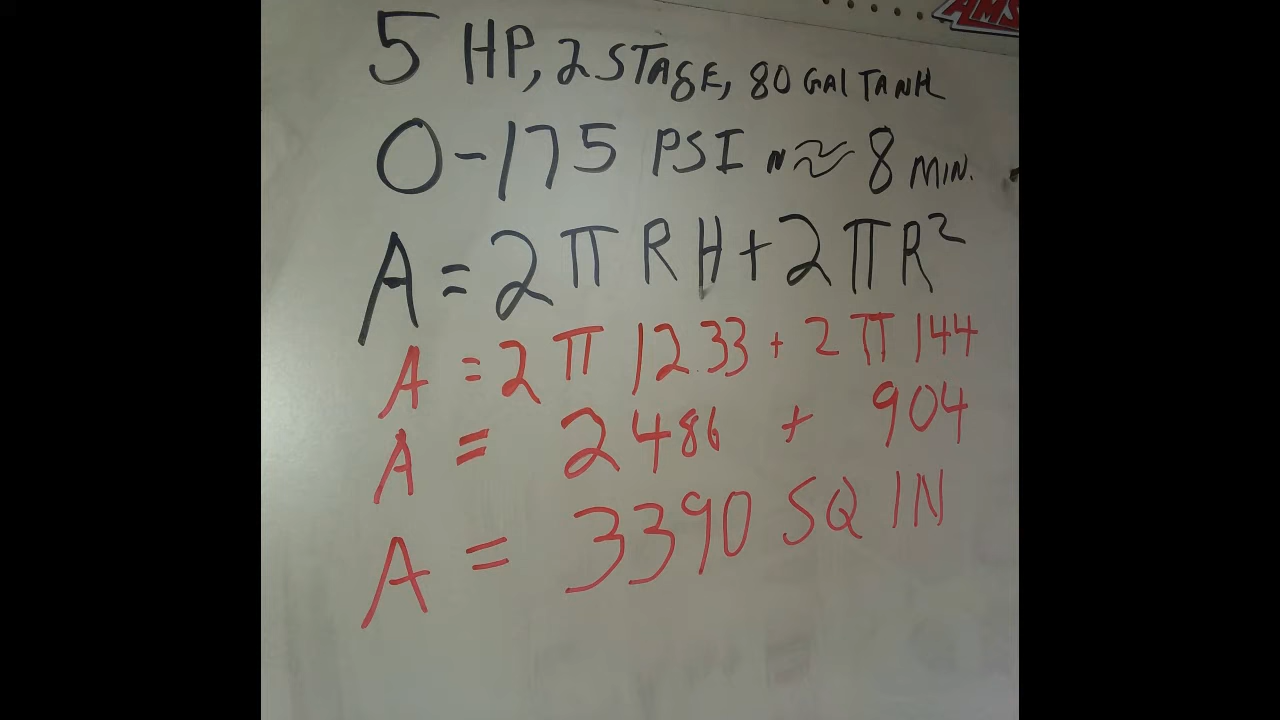 AMS
5 HP, 2 STAGE, 80 GAL TANK
0-175 PSI N ≈ 8 MIN.
A = 2πRH + 2πR²
A = 2π 12.33 + 2π 144
A = 2486 + 904
A = 3390 SQ IN